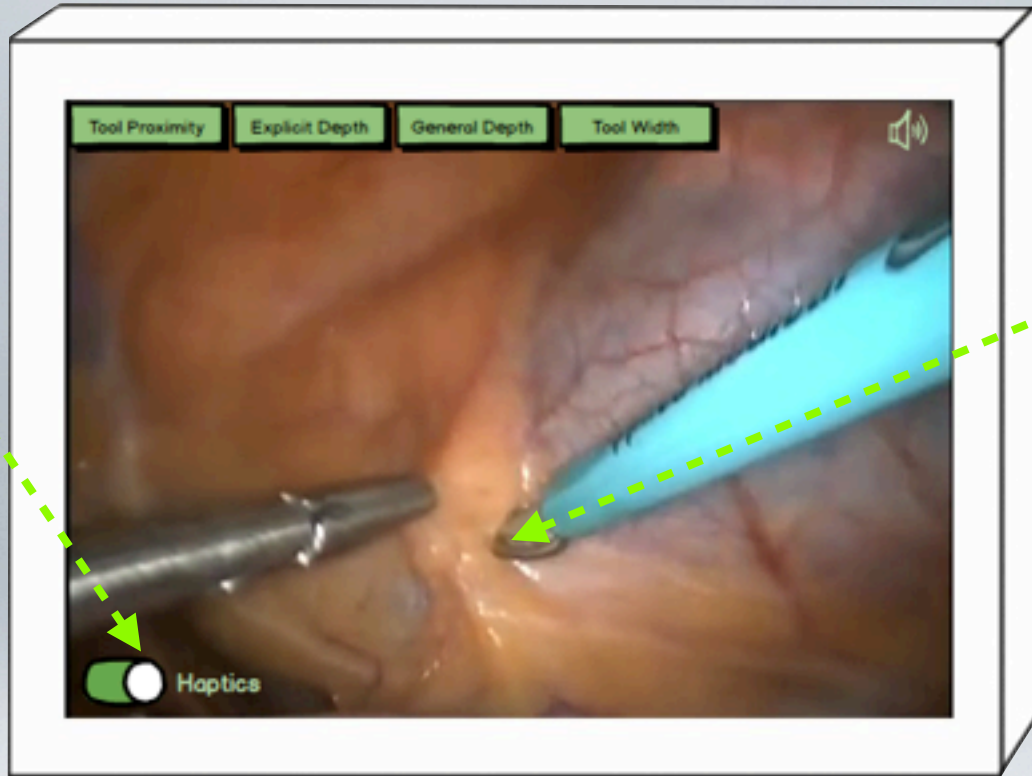 Tool Proximity
Explicit Depth
General Depth
Tool Width
Haptics